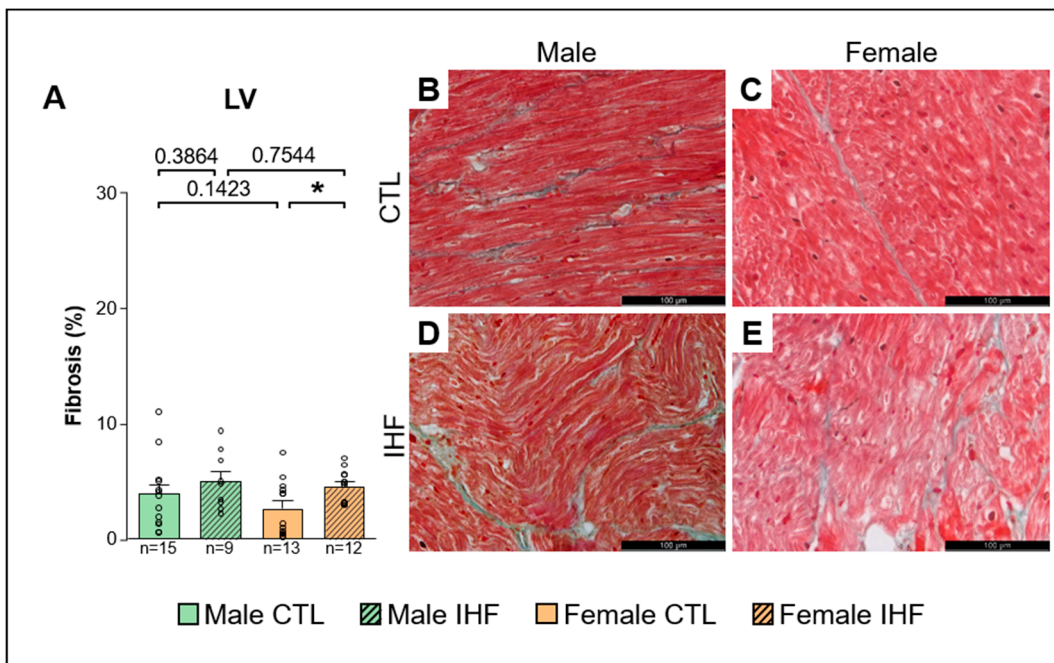 Male Female
A LV
B
C
0.3864 0.7544
0.1423 *
30
20
10
0
Fibrosis (%)
n=15 n=9 n=13 n=12
CTL
100 µm
100 µm
D
E
IHF
100 µm
100 µm
Male CTL Male IHF Female CTL Female IHF